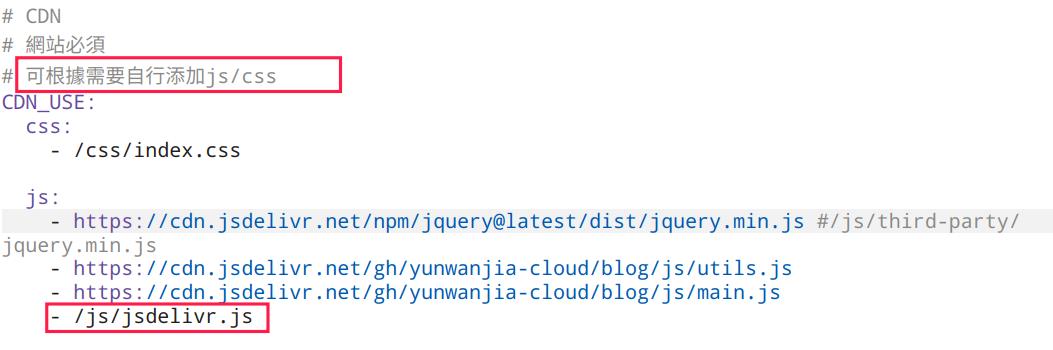 # CDN
# 網站必須
# 可根據需要自行添加js/css
CDN_USE:
  css:
    - /css/index.css
  js:
    - https://cdn.jsdelivr.net/npm/jquery@latest/dist/jquery.min.js #/js/third-party/
jquery.min.js
    - https://cdn.jsdelivr.net/gh/yunwanjia-cloud/blog/js/utils.js
    - https://cdn.jsdelivr.net/gh/yunwanjia-cloud/blog/js/main.js
    - /js/jsdelivr.js